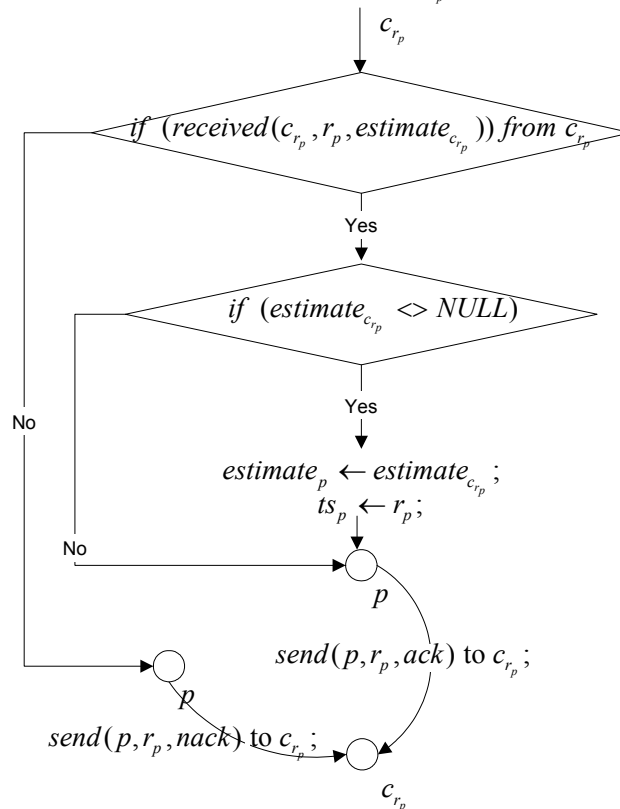 c_{r_p}
if (received(c_{r_p}, r_p, estimate_{c_{r_p}})) from c_{r_p}
Yes
if (estimate_{c_{r_p}} <> NULL)
Yes
No
estimate_p ← estimate_{c_{r_p}};
ts_p ← r_p;
No
p
send(p, r_p, ack) to c_{r_p};
p
send(p, r_p, nack) to c_{r_p};
c_{r_p}